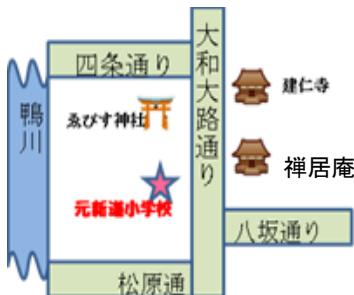 四条通り
大和大路通り
建仁寺
鴨川
ゑびす神社
禅居庵
元新道小学校
八坂通り
松原通